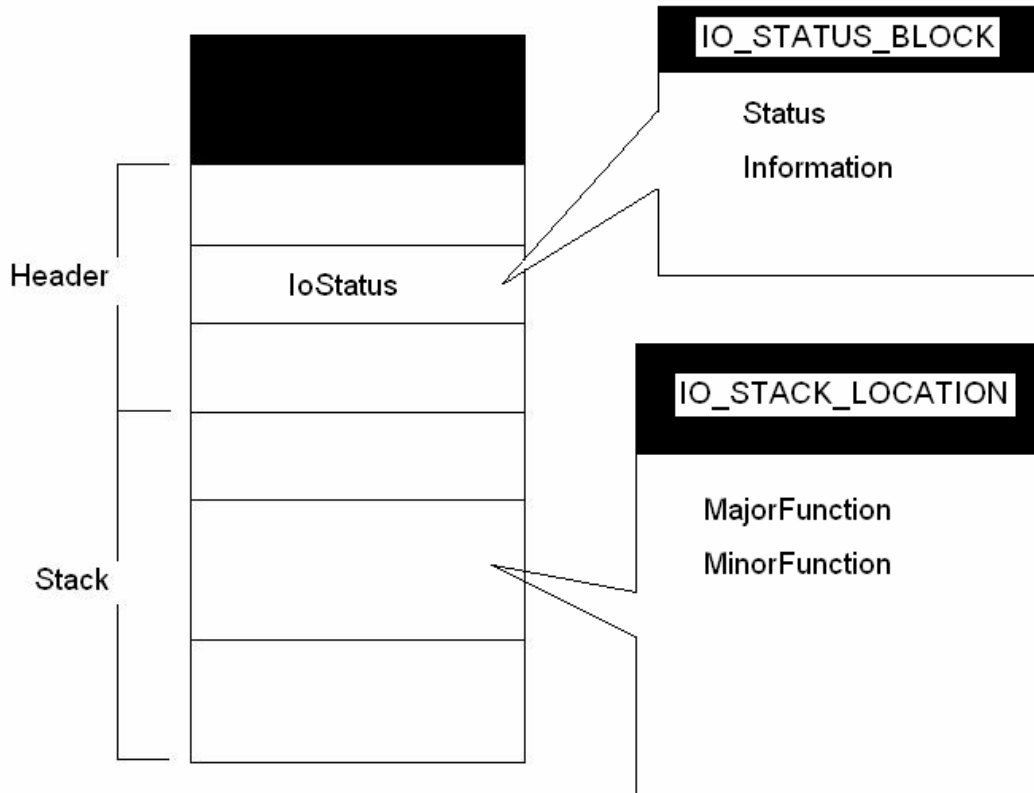 IO_STATUS_BLOCK
Status
Information
Header
IoStatus
IO_STACK_LOCATION
MajorFunction
MinorFunction
Stack